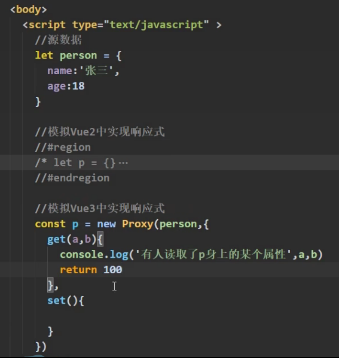 <body>
<script type="text/javascript" >
//源数据
let person = {
name:'张三',
age:18
}
//模拟Vue2中实现响应式
//#region
/* let p = {}…
//#endregion
//模拟Vue3中实现响应式
const p = new Proxy(person,{
get(a,b){
console.log('有人读取了p身上的某个属性',a,b)
return 100
},
set(){
}
})